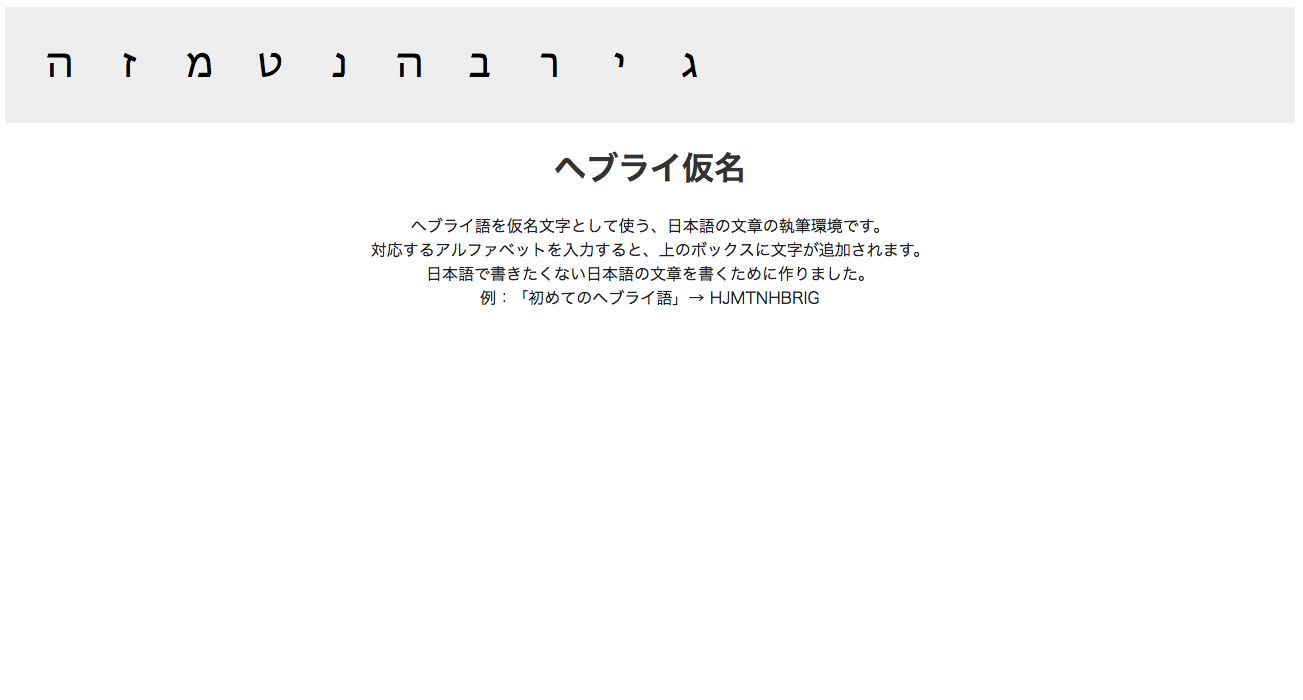 ה ז מ ט נ ה ב ר י ג
ヘブライ仮名
ヘブライ語を仮名文字として使う、日本語の文章の執筆環境です。
対応するアルファベットを入力すると、上のボックスに文字が追加されます。
日本語で書きたくない日本語の文章を書くために作りました。
例：「初めてのヘブライ語」→ HJMTNHBRIG